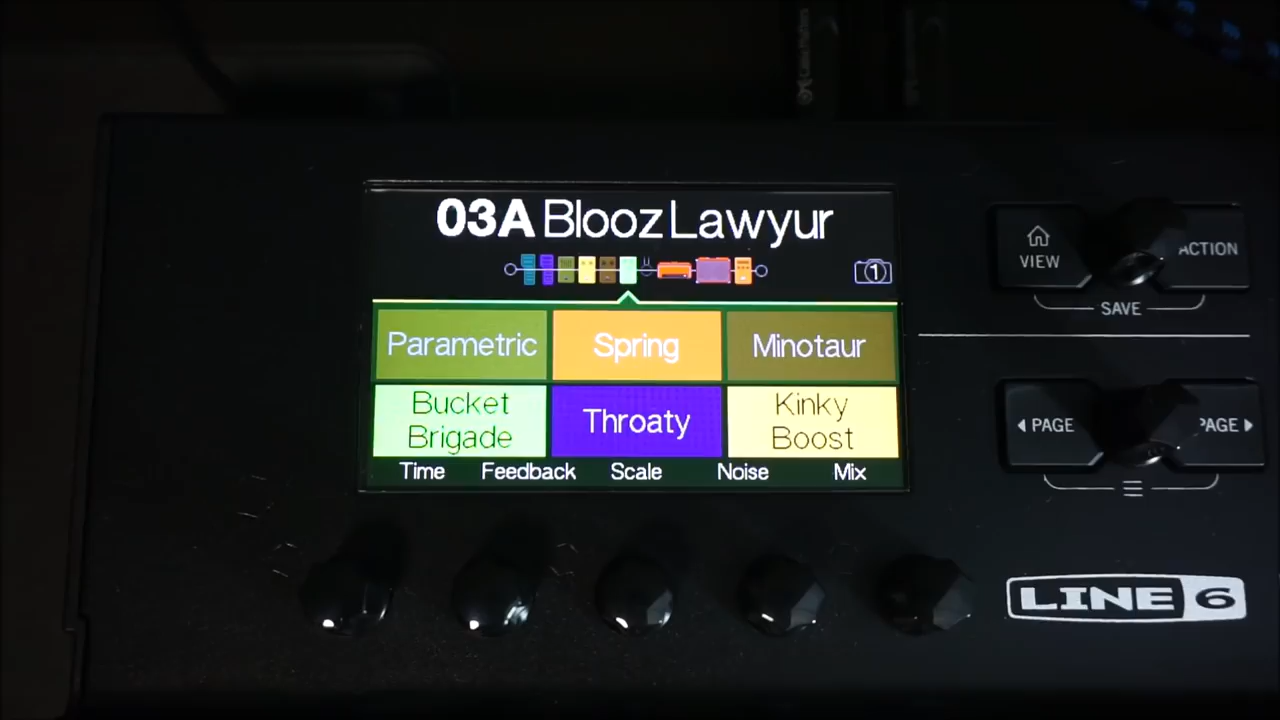 03A Blooz Lawyur
1
Parametric Spring Minotaur
Bucket Brigade Throaty Kinky Boost
Time Feedback Scale Noise Mix
VIEW ACTION
SAVE
PAGE PAGE
LINE 6